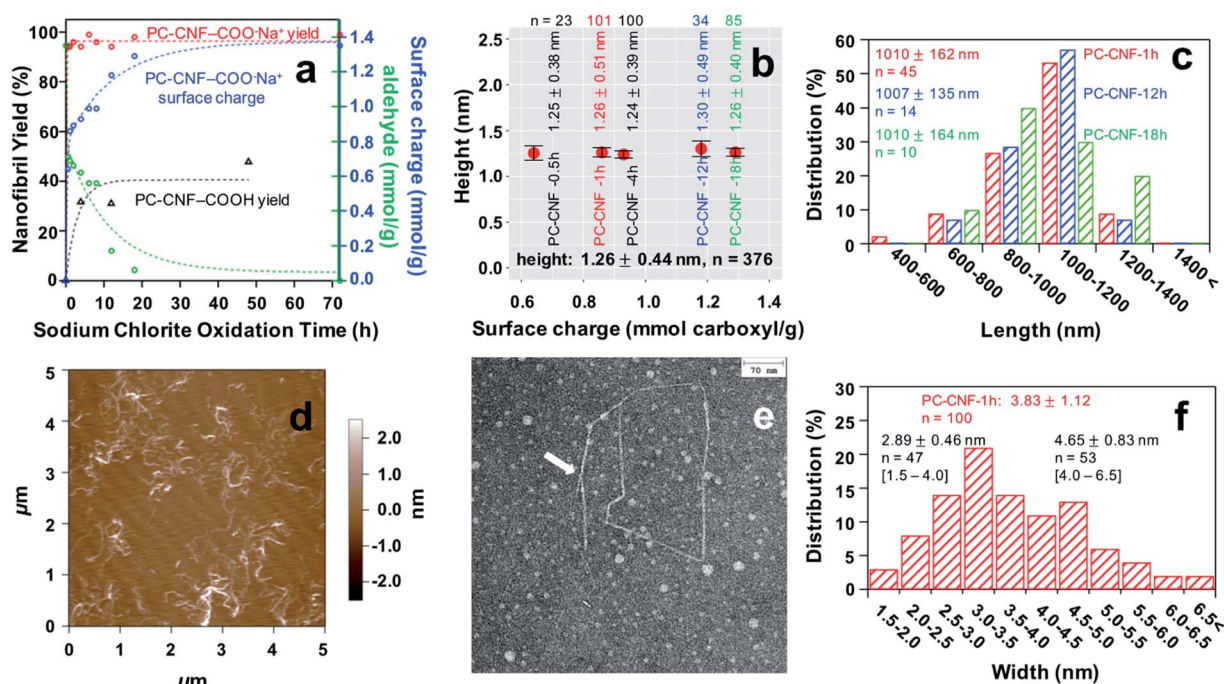 100
80
60
40
20
0
Nanofibril Yield (%)
PC-CNF–COO-Na⁺ yield
PC-CNF–COO-Na⁺
surface charge
a
PC-CNF–COOH yield
1.4
1.2
1.0
0.8
0.6
0.4
0.2
0.0
aldehyde (mmol/g)
Surface charge (mmol/g)
0 10 20 30 40 50 60 70
Sodium Chlorite Oxidation Time (h)
n = 23 101 100 34 85
2.5
2.0
1.5
1.0
0.5
0.0
Height (nm)
b
PC-CNF -0.5h 1.25 ± 0.38 nm
PC-CNF -1h 1.26 ± 0.51 nm
PC-CNF -4h 1.24 ± 0.39 nm
PC-CNF -12h 1.30 ± 0.49 nm
PC-CNF -18h 1.26 ± 0.40 nm
height: 1.26 ± 0.44 nm, n = 376
0.6 0.8 1.0 1.2 1.4
Surface charge (mmol carboxyl/g)
60
50
40
30
20
10
0
Distribution (%)
1010 ± 162 nm
n = 45
1007 ± 135 nm
n = 14
1010 ± 164 nm
n = 10
PC-CNF-1h
PC-CNF-12h
PC-CNF-18h
c
400-600
600-800
800-1000
1000-1200
1200-1400
1400 <
Length (nm)
5
4
3
2
1
0
µm
d
0 1 2 3 4 5
µm
2.0
1.0
0.0
-1.0
-2.0
nm
70 nm
e
30
25
20
15
10
5
0
Distribution (%)
PC-CNF-1h: 3.83 ± 1.12
n = 100
f
2.89 ± 0.46 nm
n = 47
[1.5 – 4.0]
4.65 ± 0.83 nm
n = 53
[4.0 – 6.5]
1.5-2.0
2.0-2.5
2.5-3.0
3.0-3.5
3.5-4.0
4.0-4.5
4.5-5.0
5.0-5.5
5.5-6.0
6.0-6.5
6.5<
Width (nm)